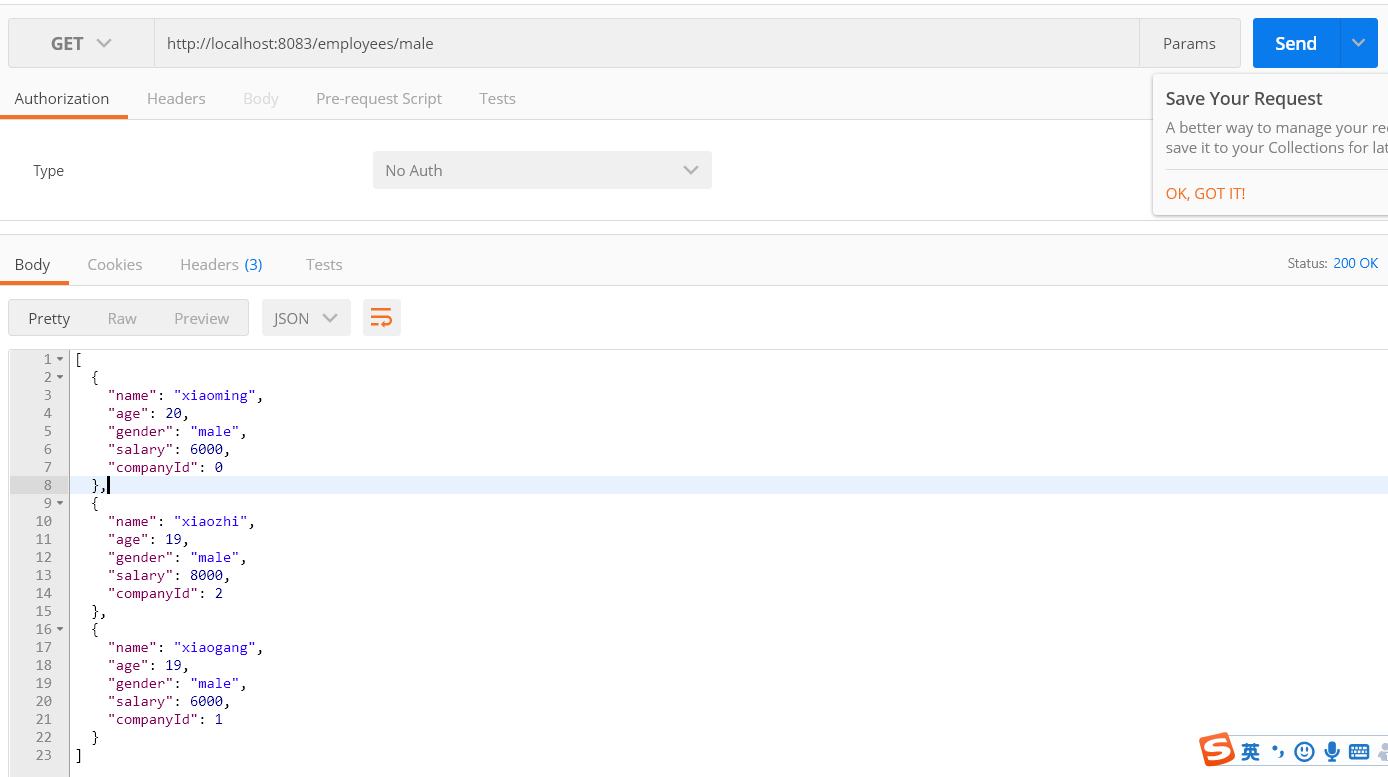 GET http://localhost:8083/employees/male Params Send
Authorization Headers Body Pre-request Script Tests
Save Your Request
A better way to manage your re
save it to your Collections for lat
OK, GOT IT!
Type No Auth
Body Cookies Headers (3) Tests Status: 200 OK
Pretty Raw Preview JSON
1 [
2 {
3 "name": "xiaoming",
4 "age": 20,
5 "gender": "male",
6 "salary": 6000,
7 "companyId": 0
8 },
9 {
10 "name": "xiaozhi",
11 "age": 19,
12 "gender": "male",
13 "salary": 8000,
14 "companyId": 2
15 },
16 {
17 "name": "xiaogang",
18 "age": 19,
19 "gender": "male",
20 "salary": 6000,
21 "companyId": 1
22 }
23 ]
S 英